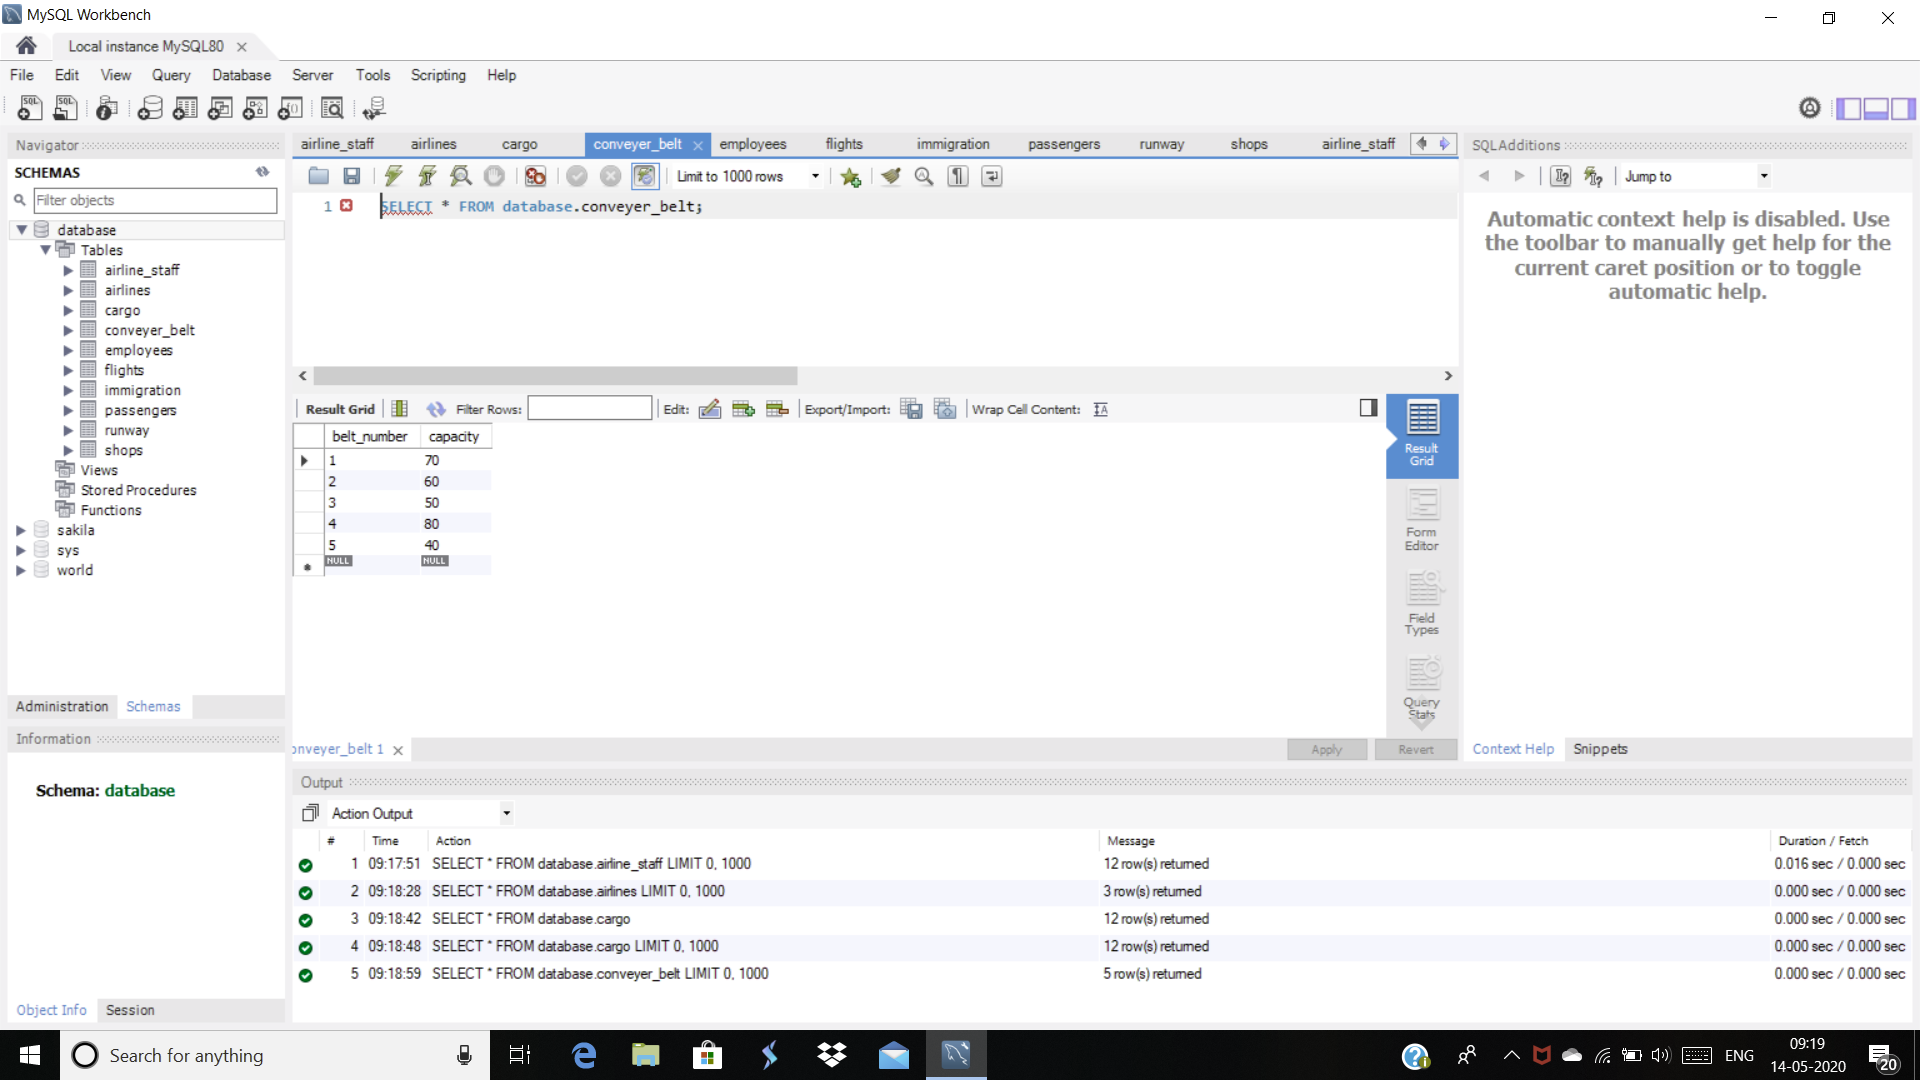 MySQL Workbench
Local instance MySQL80
File Edit View Query Database Server Tools Scripting Help
Navigator
SCHEMAS
Filter objects
database
Tables
airline_staff
airlines
cargo
conveyer_belt
employees
flights
immigration
passengers
runway
shops
Views
Stored Procedures
Functions
sakila
sys
world
Administration Schemas
Information
Schema: database
Object Info Session
airline_staff airlines cargo conveyer_belt employees flights immigration passengers runway shops airline_staff
Limit to 1000 rows
1 SELECT * FROM database.conveyer_belt;
Result Grid Filter Rows: Edit: Export/Import: Wrap Cell Content:
belt_number capacity
1 70
2 60
3 50
4 80
5 40
NULL NULL
Result
Grid
Form
Editor
Field
Types
Query
Stats
onveyer_belt 1
Apply Revert
SQLAdditions
Jump to
Automatic context help is disabled. Use
the toolbar to manually get help for the
current caret position or to toggle
automatic help.
Context Help Snippets
Output
Action Output
# Time Action Message Duration / Fetch
1 09:17:51 SELECT * FROM database.airline_staff LIMIT 0, 1000 12 row(s) returned 0.016 sec / 0.000 sec
2 09:18:28 SELECT * FROM database.airlines LIMIT 0, 1000 3 row(s) returned 0.000 sec / 0.000 sec
3 09:18:42 SELECT * FROM database.cargo 12 row(s) returned 0.000 sec / 0.000 sec
4 09:18:48 SELECT * FROM database.cargo LIMIT 0, 1000 12 row(s) returned 0.000 sec / 0.000 sec
5 09:18:59 SELECT * FROM database.conveyer_belt LIMIT 0, 1000 5 row(s) returned 0.000 sec / 0.000 sec
Search for anything
ENG
09:19
14-05-2020
20